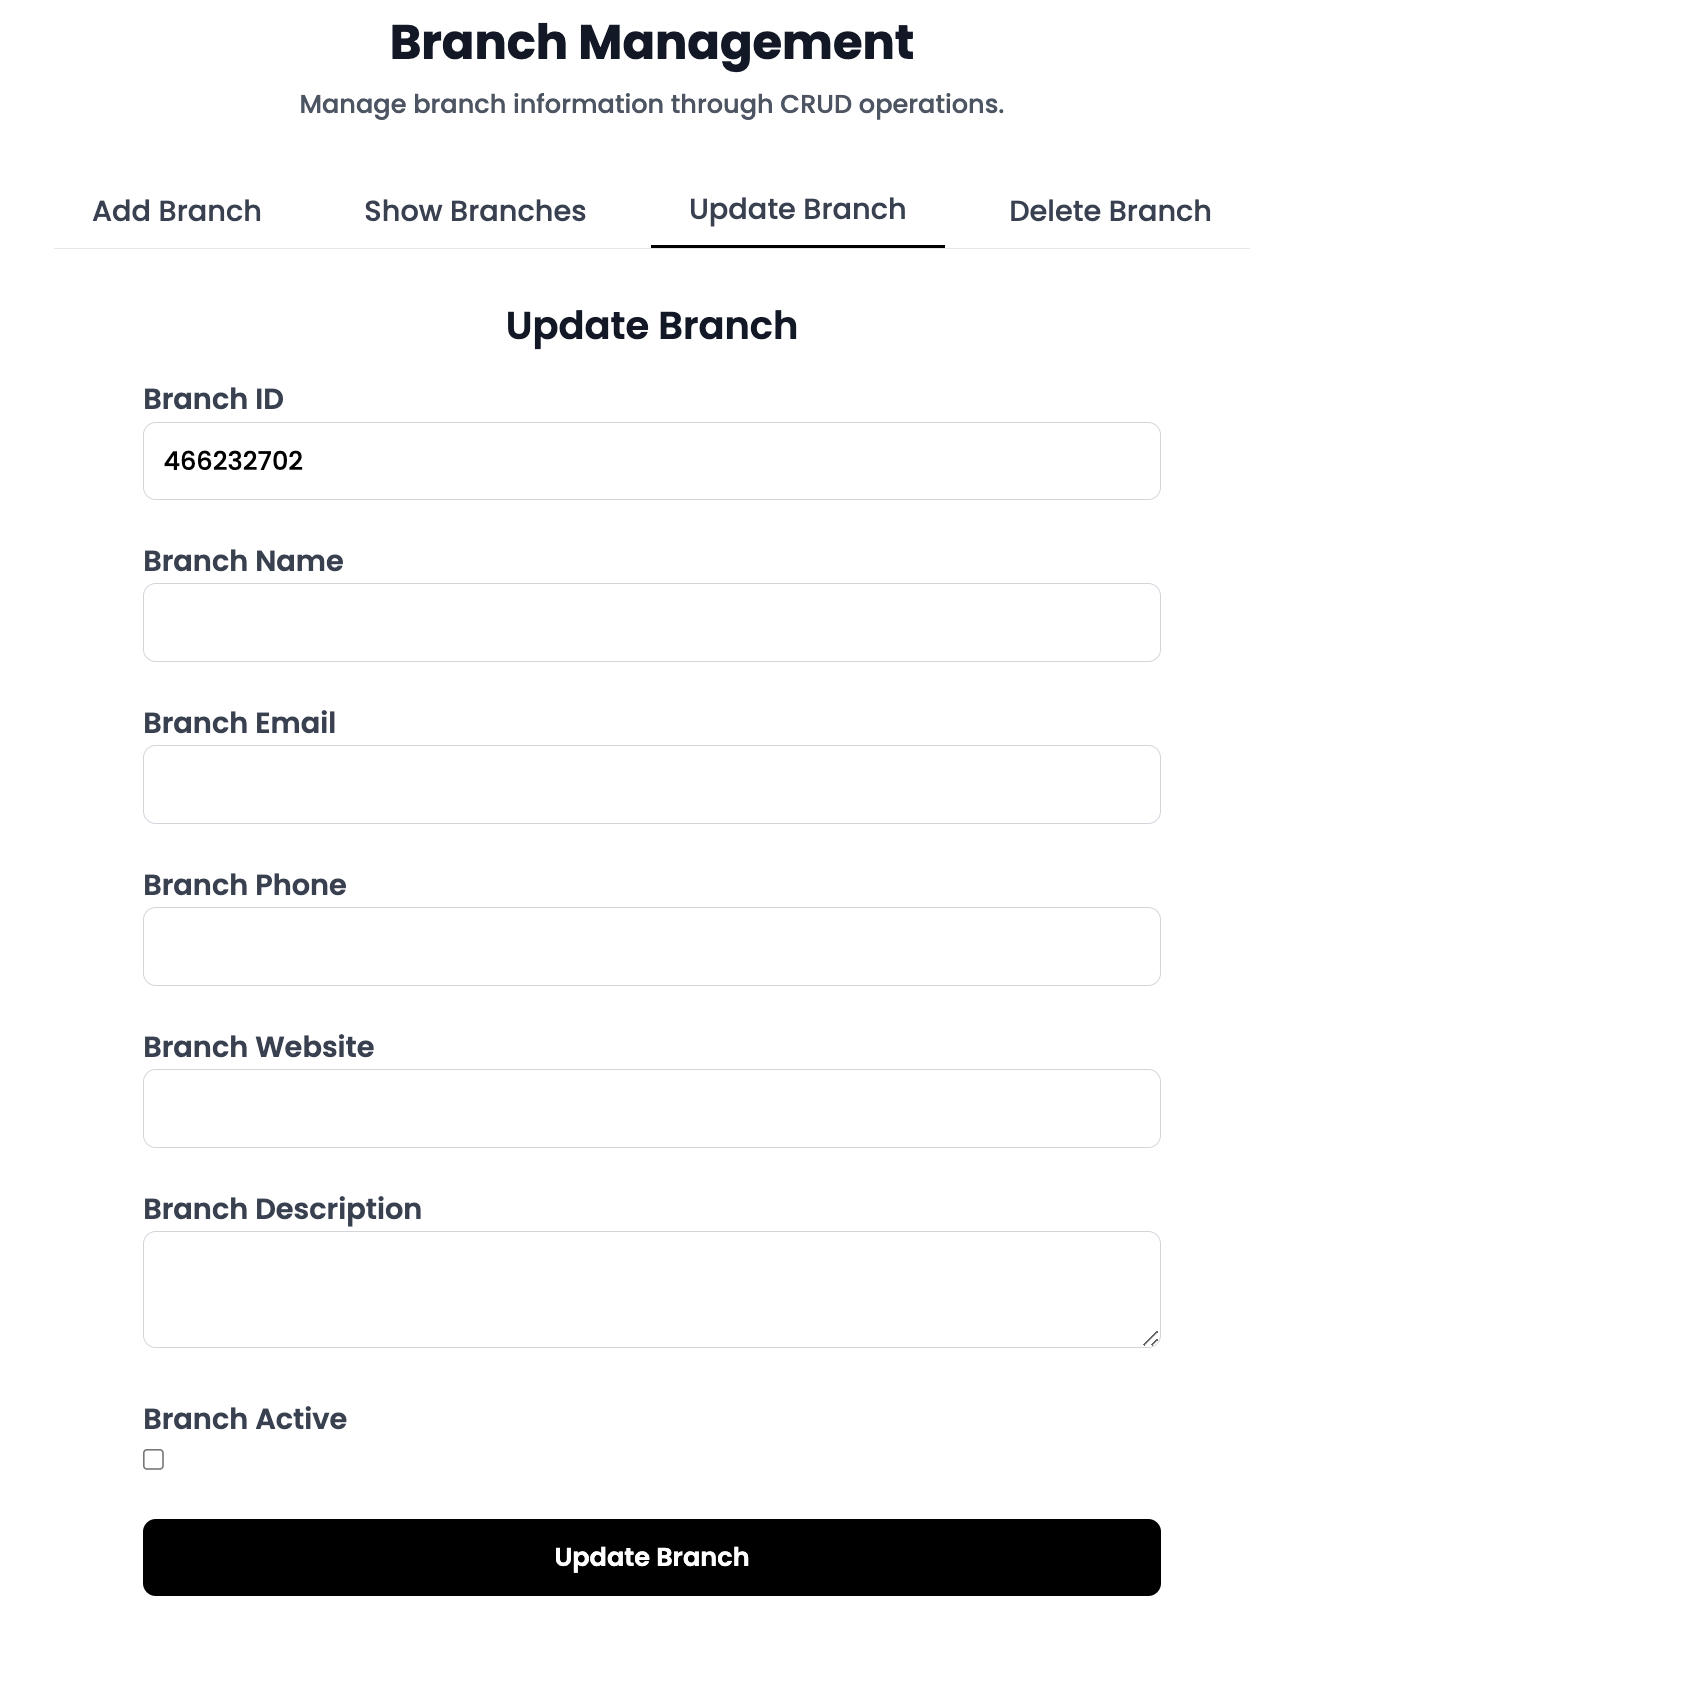 Branch Management
Manage branch information through CRUD operations.
Add Branch
Show Branches
Update Branch
Delete Branch
Update Branch
Branch ID
466232702
Branch Name
Branch Email
Branch Phone
Branch Website
Branch Description
Branch Active
Update Branch